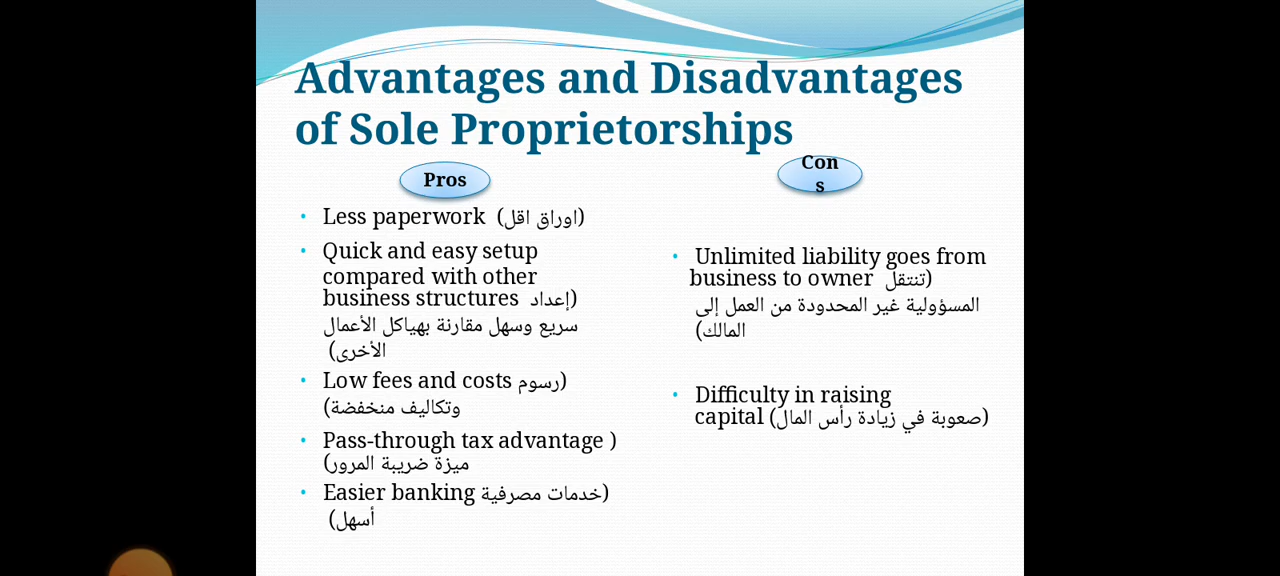 Advantages and Disadvantages
of Sole Proprietorships
Pros
Less paperwork (اوراق اقل)
Quick and easy setup
compared with other
business structures (إعداد
سريع وسهل مقارنة بهياكل الأعمال
الأخرى)
Low fees and costs (رسوم
وتكاليف منخفضة)
Pass-through tax advantage )
ميزة ضريبة المرور)
Easier banking (خدمات مصرفية
أسهل)
Con
s
Unlimited liability goes from
business to owner (تنتقل
المسؤولية غير المحدودة من العمل إلى
المالك)
Difficulty in raising
capital (صعوبة في زيادة رأس المال)